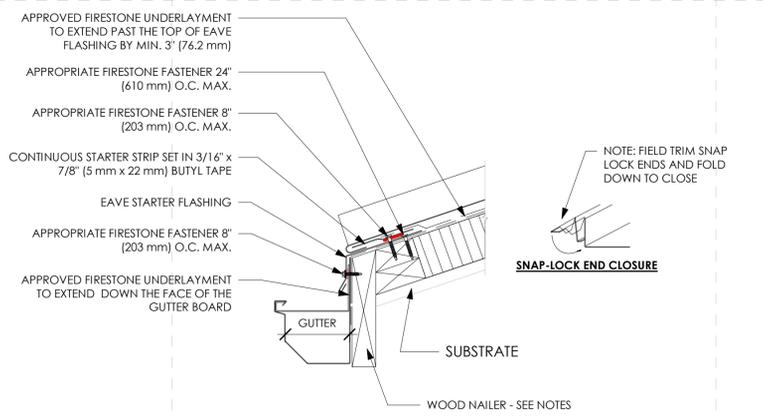 APPROVED FIRESTONE UNDERLAYMENT
TO EXTEND PAST THE TOP OF EAVE
FLASHING BY MIN. 3" (76.2 mm)
APPROPRIATE FIRESTONE FASTENER 24"
(610 mm) O.C. MAX.
APPROPRIATE FIRESTONE FASTENER 8"
(203 mm) O.C. MAX.
CONTINUOUS STARTER STRIP SET IN 3/16" x
7/8" (5 mm x 22 mm) BUTYL TAPE
EAVE STARTER FLASHING
APPROPRIATE FIRESTONE FASTENER 8"
(203 mm) O.C. MAX.
APPROVED FIRESTONE UNDERLAYMENT
TO EXTEND DOWN THE FACE OF THE
GUTTER BOARD
GUTTER
SUBSTRATE
WOOD NAILER - SEE NOTES
NOTE: FIELD TRIM SNAP
LOCK ENDS AND FOLD
DOWN TO CLOSE
SNAP-LOCK END CLOSURE